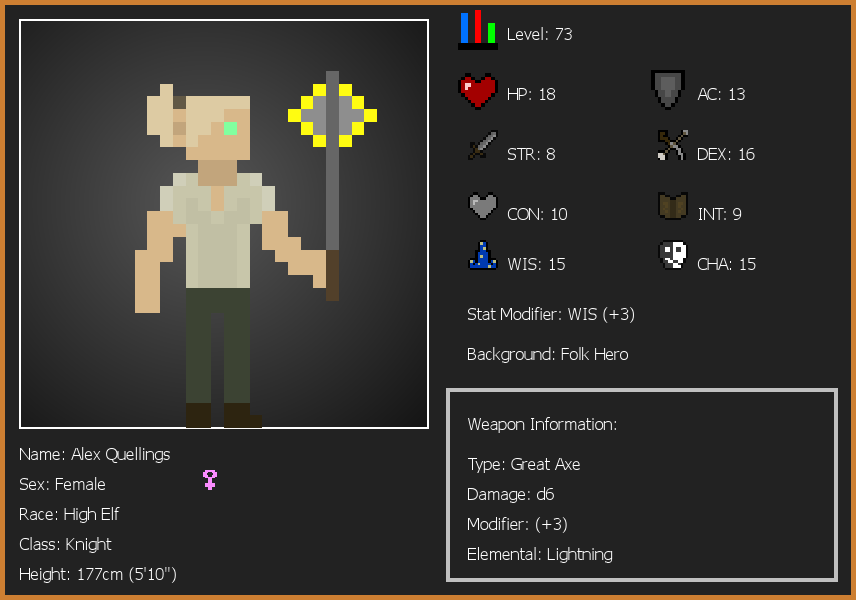 Level: 73
HP: 18
AC: 13
STR: 8
DEX: 16
CON: 10
INT: 9
WIS: 15
CHA: 15
Stat Modifier: WIS (+3)
Background: Folk Hero
Weapon Information:
Type: Great Axe
Damage: d6
Modifier: (+3)
Elemental: Lightning
Name: Alex Quellings
Sex: Female
Race: High Elf
Class: Knight
Height: 177cm (5'10")